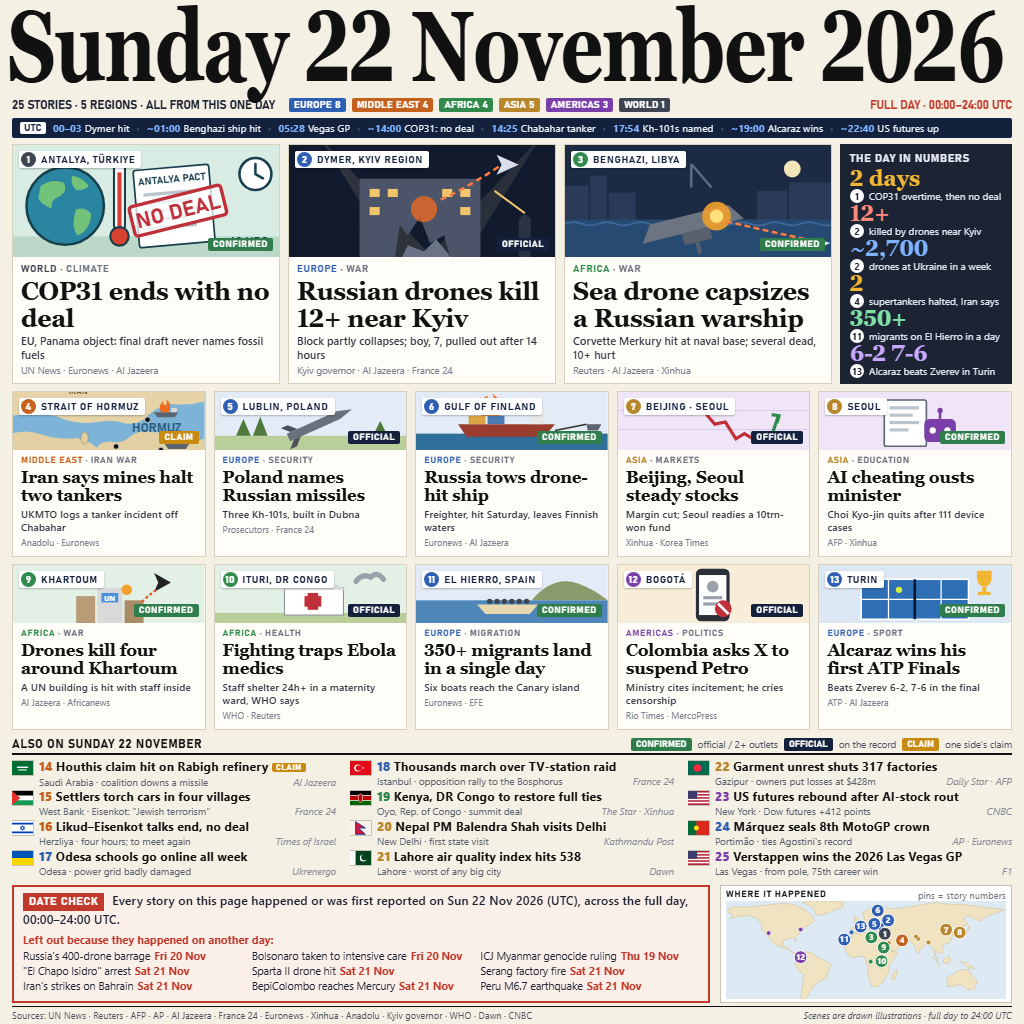 Sunday 22 November 2026
25 STORIES · 5 REGIONS · ALL FROM THIS ONE DAY
EUROPE 8
MIDDLE EAST 4
AFRICA 4
ASIA 5
AMERICAS 3
WORLD 1
FULL DAY · 00:00–24:00 UTC
UTC 00–03 Dymer hit › ~01:00 Benghazi ship hit › 05:28 Vegas GP › ~14:00 COP31: no deal › 14:25 Chabahar tanker › 17:54 Kh-101s named › ~19:00 Alcaraz wins › ~22:40 US futures up
1 ANTALYA, TÜRKIYE
ANTALYA PACT
NO DEAL
CONFIRMED
WORLD · CLIMATE
COP31 ends with no
deal
EU, Panama object: final draft never names fossil
fuels
UN News · Euronews · Al Jazeera
2 DYMER, KYIV REGION
OFFICIAL
EUROPE · WAR
Russian drones kill
12+ near Kyiv
Block partly collapses; boy, 7, pulled out after 14
hours
Kyiv governor · Al Jazeera · France 24
3 BENGHAZI, LIBYA
CONFIRMED
AFRICA · WAR
Sea drone capsizes
a Russian warship
Corvette Merkury hit at naval base; several dead,
10+ hurt
Reuters · Al Jazeera · Xinhua
THE DAY IN NUMBERS
2 days
1 COP31 overtime, then no deal
12+
2 killed by drones near Kyiv
~2,700
2 drones at Ukraine in a week
2
4 supertankers halted, Iran says
350+
11 migrants on El Hierro in a day
6-2 7-6
13 Alcaraz beats Zverev in Turin
4 STRAIT OF HORMUZ
HORMUZ
CLAIM
MIDDLE EAST · IRAN WAR
Iran says mines halt
two tankers
UKMTO logs a tanker incident off
Chabahar
Anadolu · Euronews
5 LUBLIN, POLAND
OFFICIAL
EUROPE · SECURITY
Poland names
Russian missiles
Three Kh-101s, built in Dubna
Prosecutors · France 24
6 GULF OF FINLAND
CONFIRMED
EUROPE · SECURITY
Russia tows drone-
hit ship
Freighter, hit Saturday, leaves Finnish
waters
Euronews · Al Jazeera
7 BEIJING · SEOUL
OFFICIAL
ASIA · MARKETS
Beijing, Seoul
steady stocks
Margin cut; Seoul readies a 10trn-
won fund
Xinhua · Korea Times
8 SEOUL
CONFIRMED
ASIA · EDUCATION
AI cheating ousts
minister
Choi Kyo-jin quits after 111 device
cases
AFP · Xinhua
9 KHARTOUM
UN
CONFIRMED
AFRICA · WAR
Drones kill four
around Khartoum
A UN building is hit with staff inside
Al Jazeera · Africanews
10 ITURI, DR CONGO
OFFICIAL
AFRICA · HEALTH
Fighting traps Ebola
medics
Staff shelter 24h+ in a maternity
ward, WHO says
WHO · Reuters
11 EL HIERRO, SPAIN
CONFIRMED
EUROPE · MIGRATION
350+ migrants land
in a single day
Six boats reach the Canary island
Euronews · EFE
12 BOGOTÁ
OFFICIAL
AMERICAS · POLITICS
Colombia asks X to
suspend Petro
Ministry cites incitement; he cries
censorship
Rio Times · MercoPress
13 TURIN
CONFIRMED
EUROPE · SPORT
Alcaraz wins his
first ATP Finals
Beats Zverev 6-2, 7-6 in the final
ATP · Al Jazeera
ALSO ON SUNDAY 22 NOVEMBER
CONFIRMED official / 2+ outlets OFFICIAL on the record CLAIM one side's claim
14 Houthis claim hit on Rabigh refinery CLAIM
Saudi Arabia · coalition downs a missile Al Jazeera
15 Settlers torch cars in four villages
West Bank · Eisenkot: "Jewish terrorism" France 24
16 Likud–Eisenkot talks end, no deal
Herzliya · four hours; to meet again Times of Israel
17 Odesa schools go online all week
Odesa · power grid badly damaged Ukrenergo
18 Thousands march over TV-station raid
Istanbul · opposition rally to the Bosphorus France 24
19 Kenya, DR Congo to restore full ties
Oyo, Rep. of Congo · summit deal The Star · Xinhua
20 Nepal PM Balendra Shah visits Delhi
New Delhi · first state visit Kathmandu Post
21 Lahore air quality index hits 538
Lahore · worst of any big city Dawn
22 Garment unrest shuts 317 factories
Gazipur · owners put losses at $428m Daily Star · AFP
23 US futures rebound after AI-stock rout
New York · Dow futures +412 points CNBC
24 Márquez seals 8th MotoGP crown
Portimão · ties Agostini's record AP · Euronews
25 Verstappen wins the 2026 Las Vegas GP
Las Vegas · from pole, 75th career win F1
DATE CHECK Every story on this page happened or was first reported on Sun 22 Nov 2026 (UTC), across the full day,
00:00–24:00 UTC.
Left out because they happened on another day:
Russia's 400-drone barrage Fri 20 Nov
Bolsonaro taken to intensive care Fri 20 Nov
ICJ Myanmar genocide ruling Thu 19 Nov
"El Chapo Isidro" arrest Sat 21 Nov
Sparta II drone hit Sat 21 Nov
Serang factory fire Sat 21 Nov
Iran's strikes on Bahrain Sat 21 Nov
BepiColombo reaches Mercury Sat 21 Nov
Peru M6.7 earthquake Sat 21 Nov
WHERE IT HAPPENED
pins = story numbers
6
13 5 2
11 3 1 4 7 8
9
12 10
Sources: UN News · Reuters · AFP · AP · Al Jazeera · France 24 · Euronews · Xinhua · Anadolu · Kyiv governor · WHO · Dawn · CNBC
Scenes are drawn illustrations · full day to 24:00 UTC